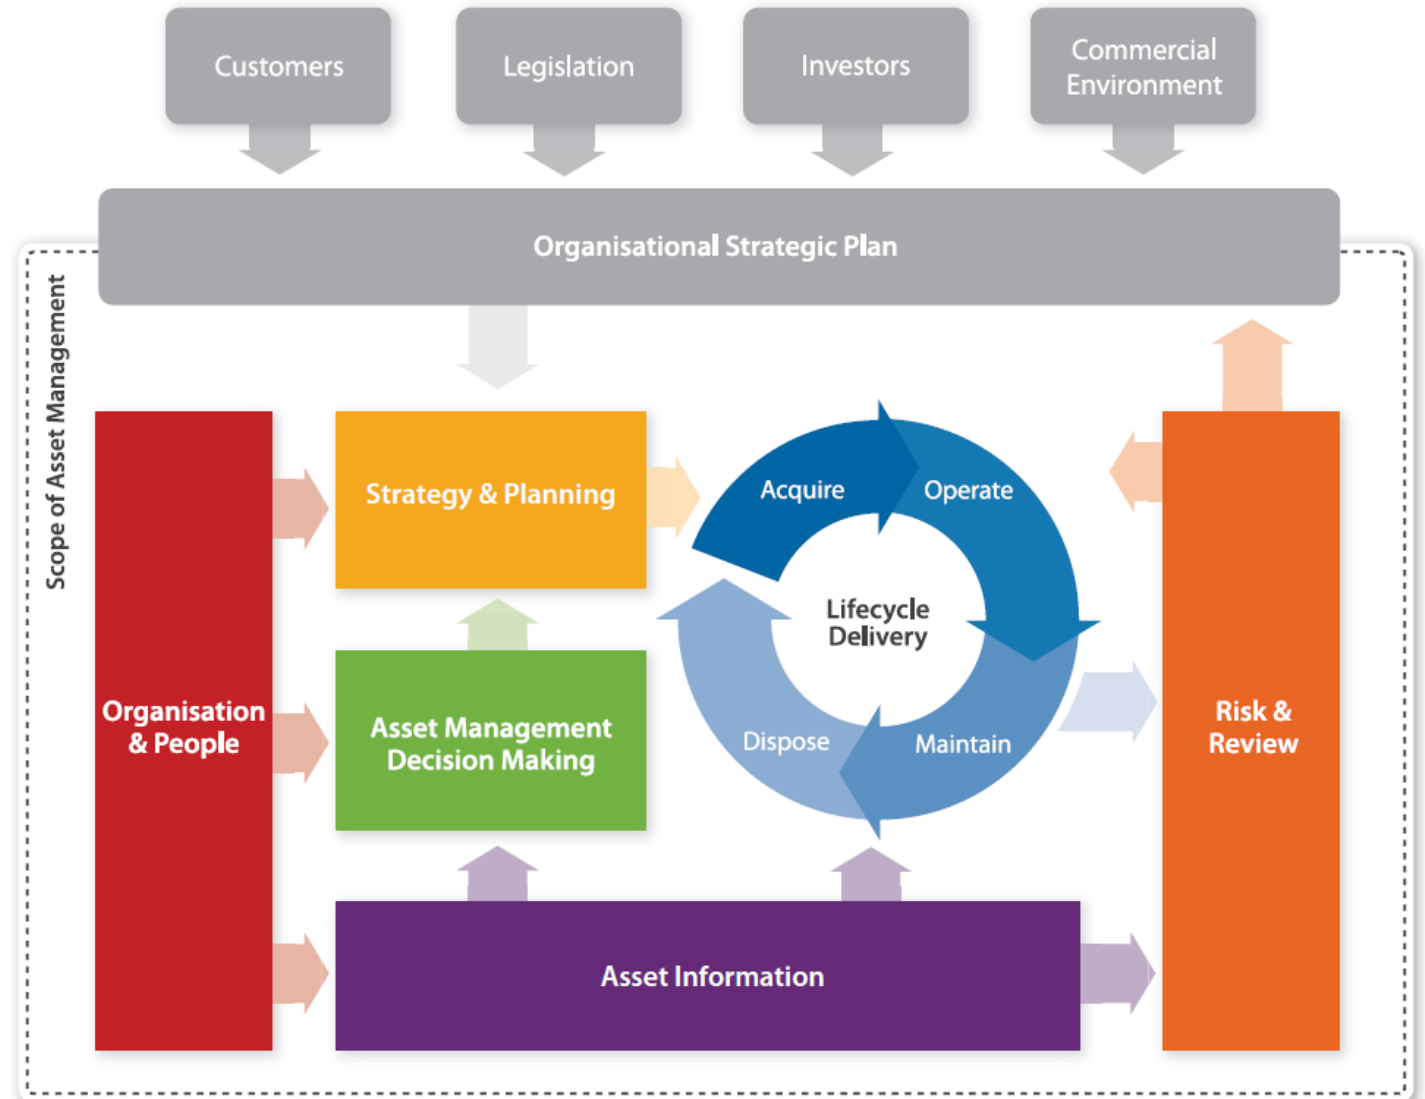 Customers
Legislation
Investors
Commercial
Environment
Organisational Strategic Plan
Scope of Asset Management
Strategy & Planning
Acquire
Operate
Lifecycle
Delivery
Organisation
& People
Asset Management
Decision Making
Dispose
Maintain
Risk &
Review
Asset Information